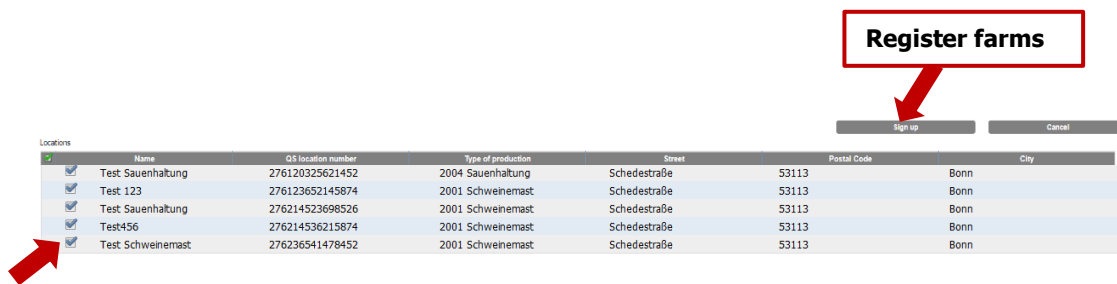 Register farms
Sign up Cancel
Locations
Name QS location number Type of production Street Postal Code City
Test Sauenhaltung 276120325621452 2004 Sauenhaltung Schedestraße 53113 Bonn
Test 123 276123652145874 2001 Schweinemast Schedestraße 53113 Bonn
Test Sauenhaltung 276214523698526 2001 Schweinemast Schedestraße 53113 Bonn
Test456 276214536215874 2001 Schweinemast Schedestraße 53113 Bonn
Test Schweinemast 276236541478452 2001 Schweinemast Schedestraße 53113 Bonn